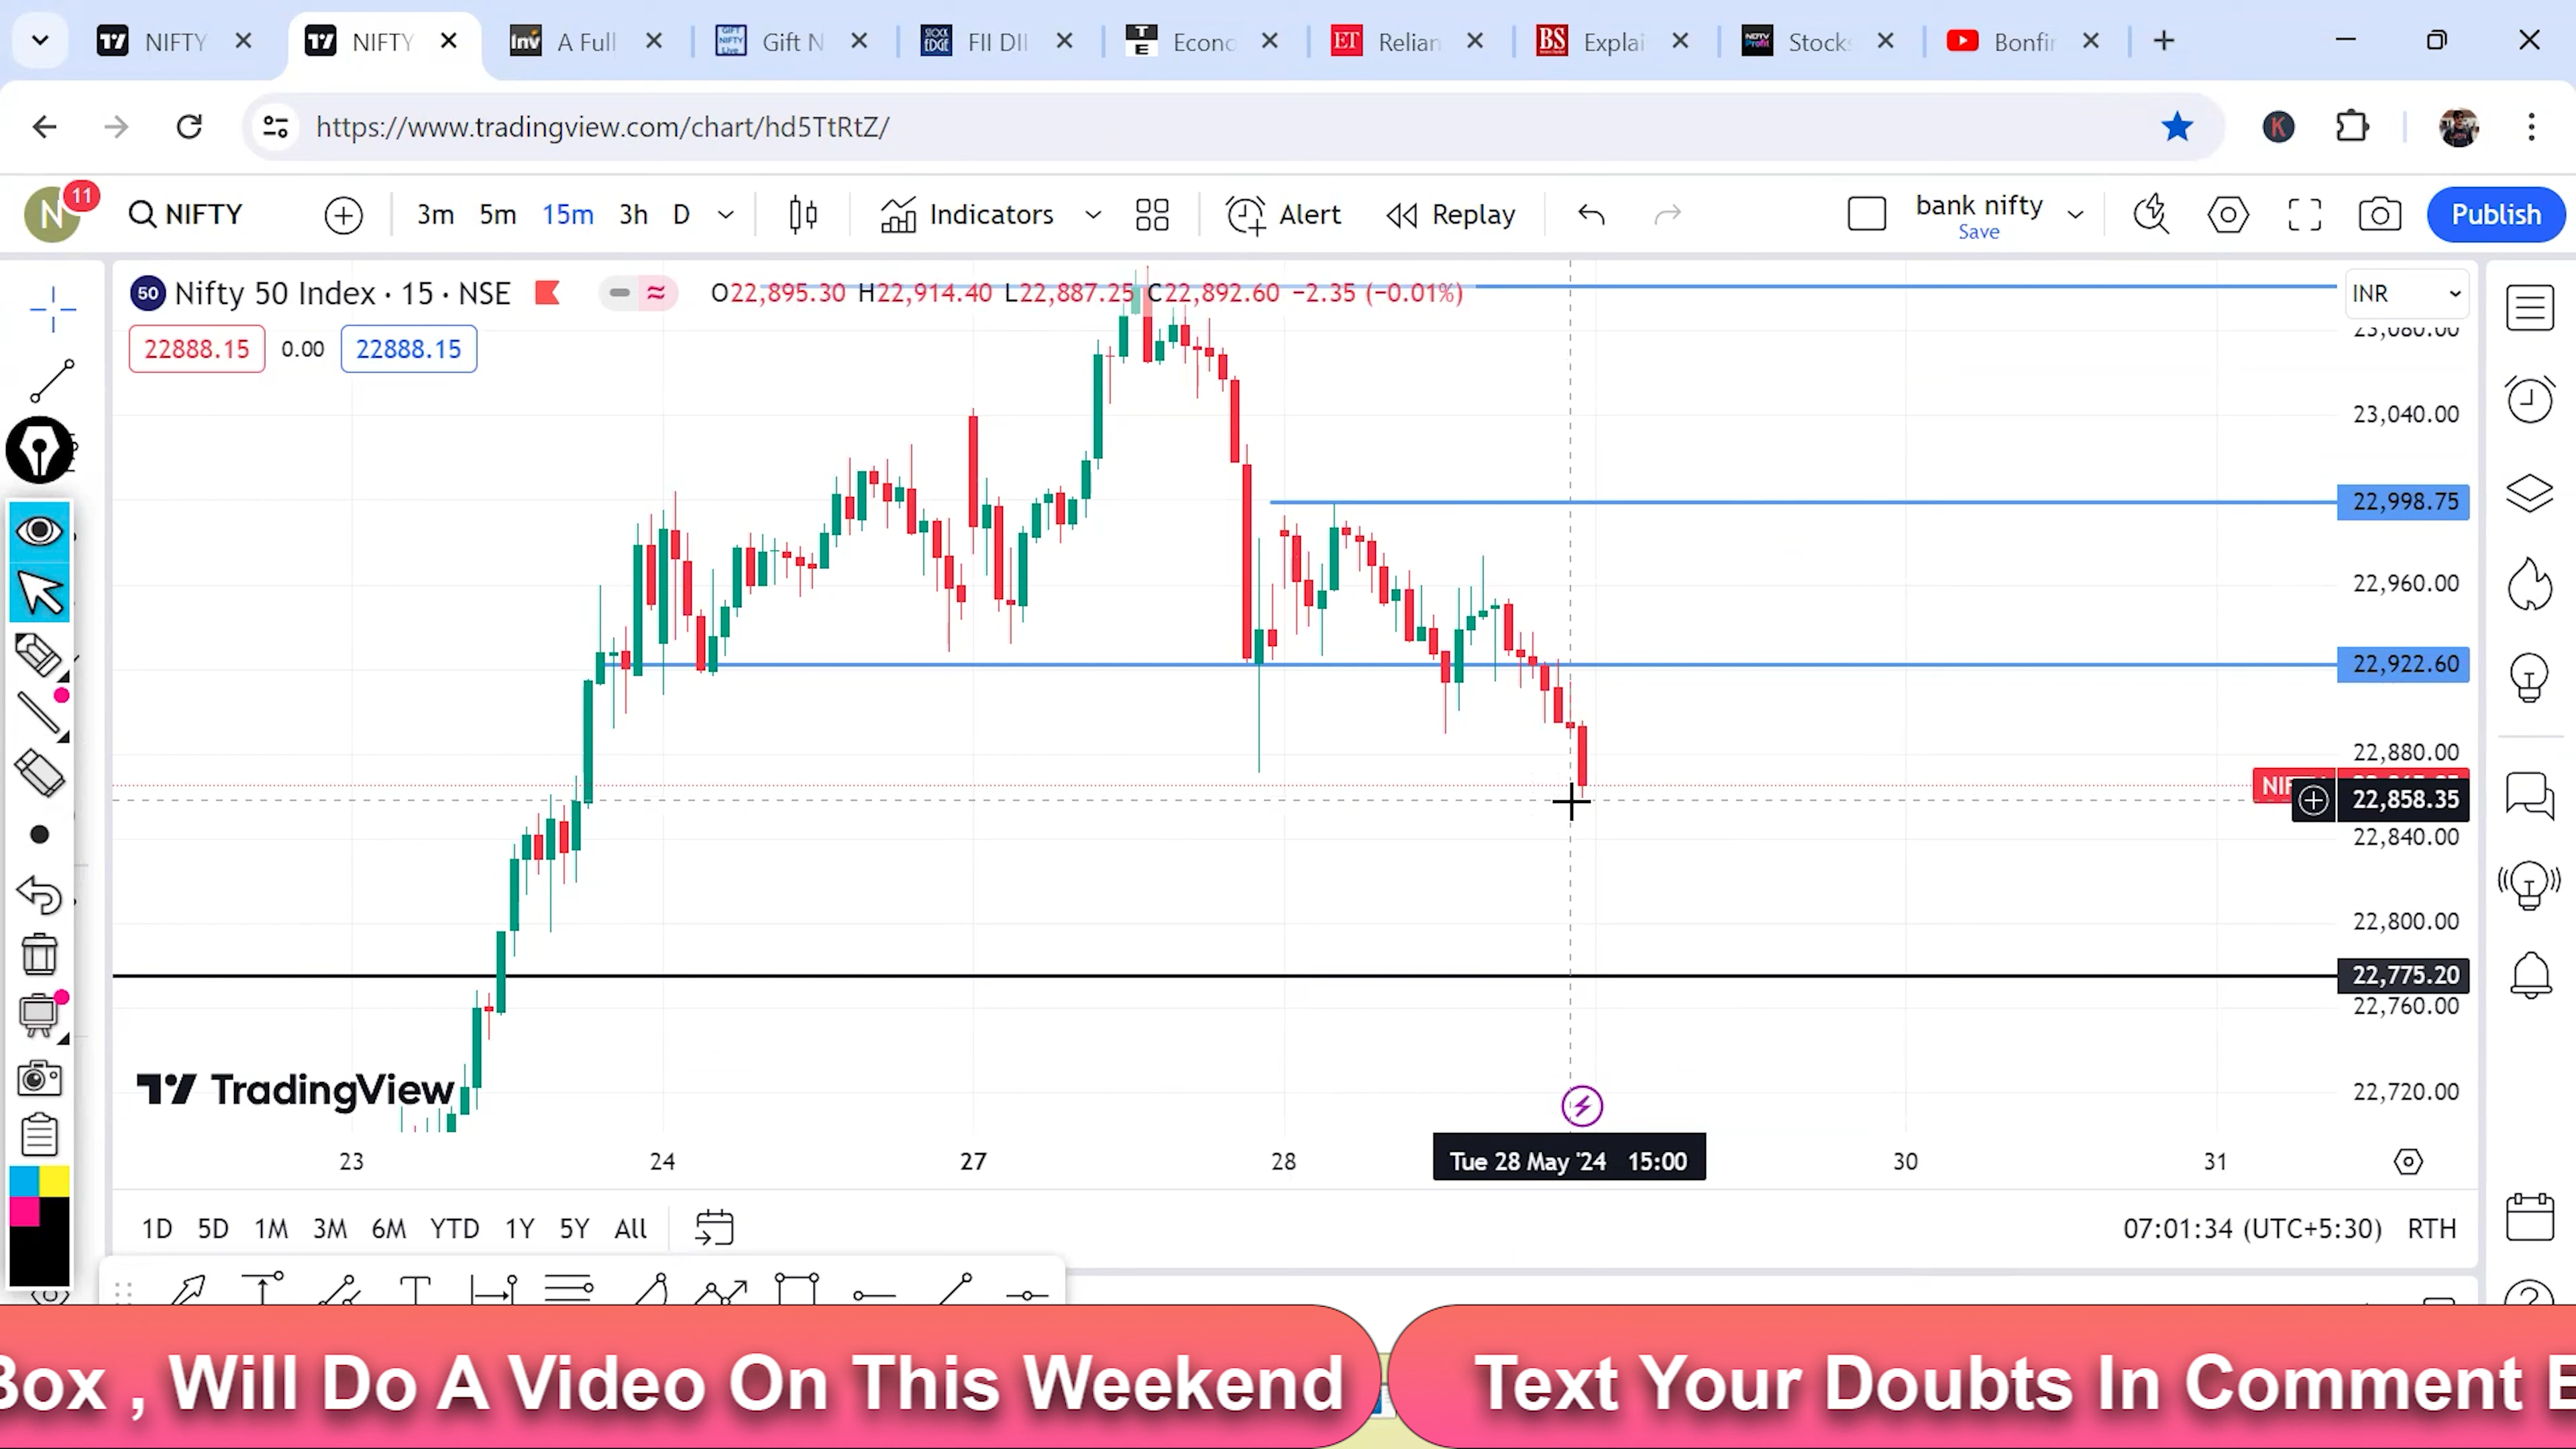 NIFTY
NIFTY
A Full
Gift N
FII DII
Econo
Relian
Explai
Stocks
Bonfir
https://www.tradingview.com/chart/hd5TtRtZ/
N
11
NIFTY
3m 5m 15m 3h D
Indicators
Alert
Replay
bank nifty
Save
Publish
50 Nifty 50 Index · 15 · NSE
O22,895.30 H22,914.40 L22,887.25 C22,892.60 −2.35 (−0.01%)
INR
22888.15 0.00 22888.15
23,080.00
23,040.00
22,998.75
22,960.00
22,922.60
22,880.00
22,858.35
22,840.00
22,800.00
22,775.20
22,760.00
22,720.00
TradingView
23 24 27 28 Tue 28 May '24 15:00 30 31
1D 5D 1M 3M 6M YTD 1Y 5Y All
07:01:34 (UTC+5:30) RTH
Box , Will Do A Video On This Weekend
Text Your Doubts In Comment